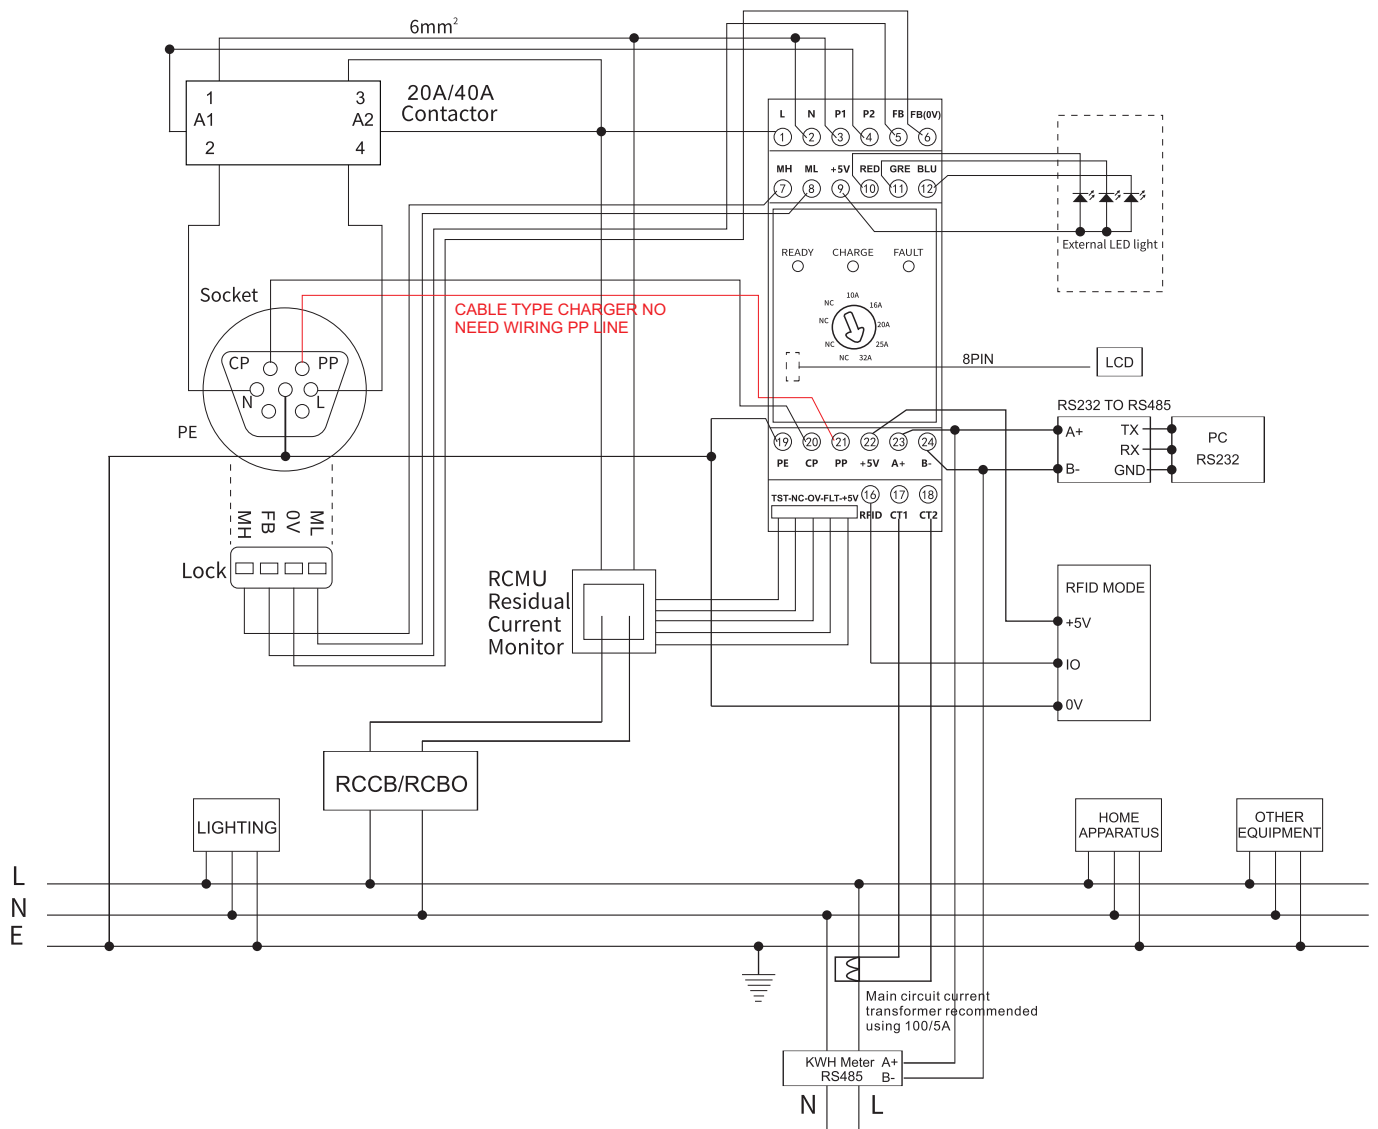 6mm²
20A/40A
Contactor
1
3
A1
A2
2
4
L N P1 P2 FB FB(0V)
1 2 3 4 5 6
MH ML +5V RED GRE BLU
7 8 9 10 11 12
External LED light
READY CHARGE FAULT
NC 10A 16A
NC 20A
NC 25A
NC 32A
8PIN
LCD
Socket
CABLE TYPE CHARGER NO
NEED WIRING PP LINE
CP PP
N L
PE
RS232 TO RS485
A+ TX
RX
B- GND
PC
RS232
19 20 21 22 23 24
PE CP PP +5V A+ B-
TST-NC-OV-FLT-+5V
16 17 18
RFID CT1 CT2
MH FB 0V ML
Lock
RCMU
Residual
Current
Monitor
RFID MODE
+5V
IO
0V
RCCB/RCBO
LIGHTING
HOME
APPARATUS
OTHER
EQUIPMENT
L
N
E
Main circuit current
transformer recommended
using 100/5A
KWH Meter A+
RS485 B-
N L